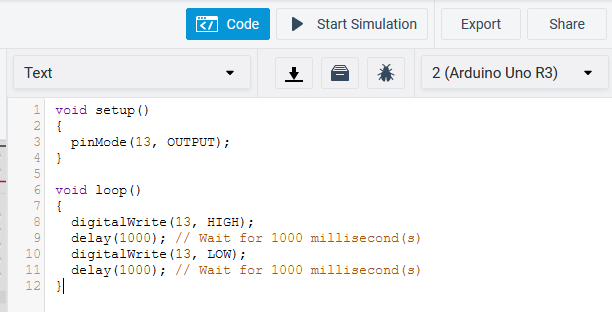 Code
Start Simulation
Export
Share
Text
2 (Arduino Uno R3)
1 void setup()
2 {
3   pinMode(13, OUTPUT);
4 }
5
6 void loop()
7 {
8   digitalWrite(13, HIGH);
9   delay(1000); // Wait for 1000 millisecond(s)
10   digitalWrite(13, LOW);
11   delay(1000); // Wait for 1000 millisecond(s)
12 }